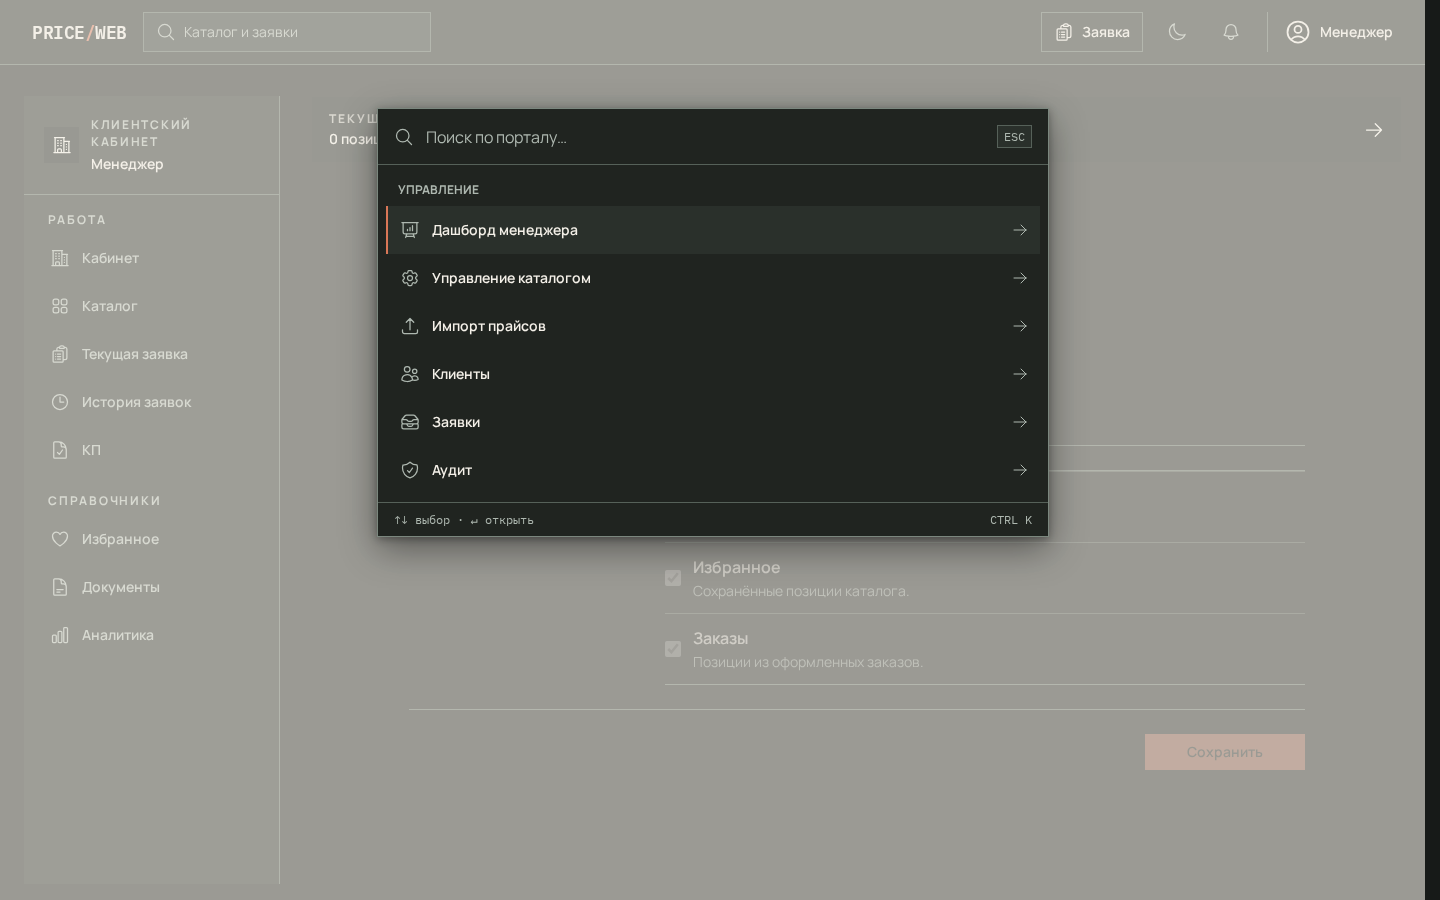 PRICE/WEB
Каталог и заявки
Заявка
Менеджер
КЛИЕНТСКИЙ
КАБИНЕТ
Менеджер
РАБОТА
Кабинет
Каталог
Текущая заявка
История заявок
КП
СПРАВОЧНИКИ
Избранное
Документы
Аналитика
0
Поиск по порталу...
ESC
УПРАВЛЕНИЕ
Дашборд менеджера
Управление каталогом
Импорт прайсов
Клиенты
Заявки
Аудит
↑↓ выбор · ↵ открыть
CTRL K
Избранное
Сохранённые позиции каталога.
Заказы
Позиции из оформленных заказов.
Сохранить